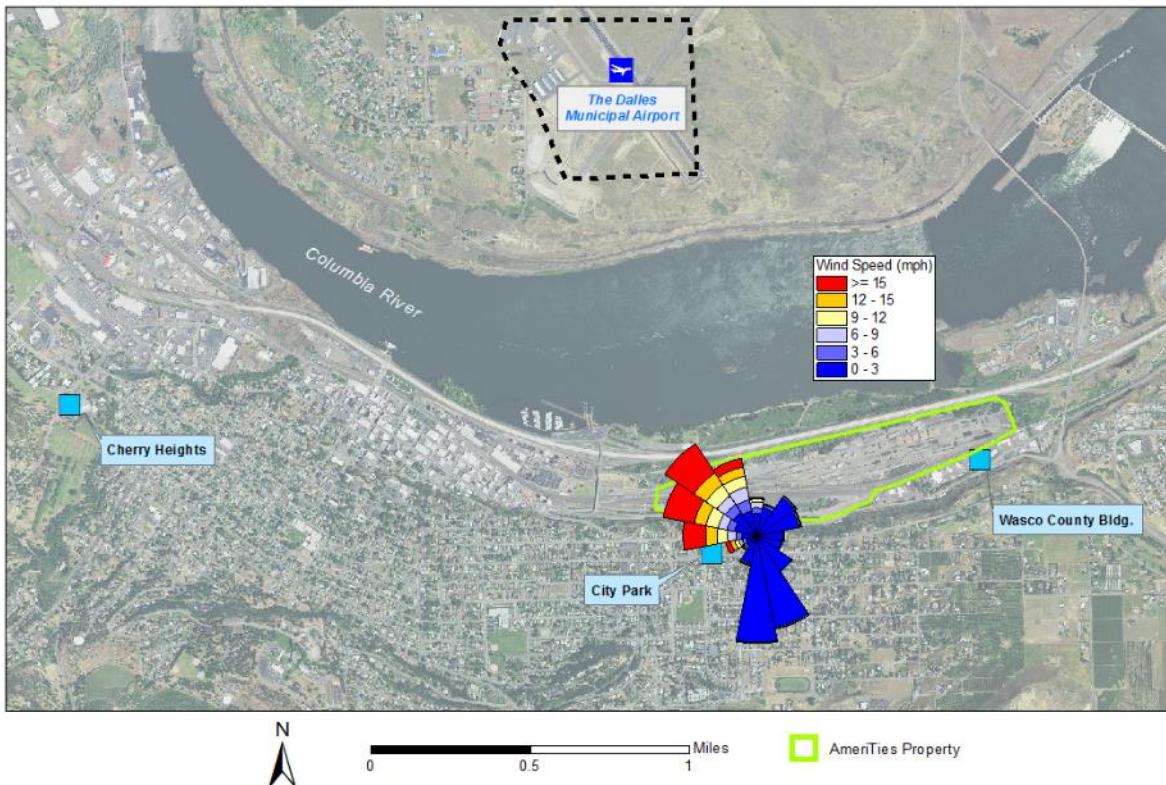 The Dalles
Municipal Airport
Columbia River
Wind Speed (mph)
>= 15
12 - 15
9 - 12
6 - 9
3 - 6
0 - 3
Cherry Heights
Wasco County Bldg.
City Park
N
Miles
0
0.5
1
AmeriTies Property